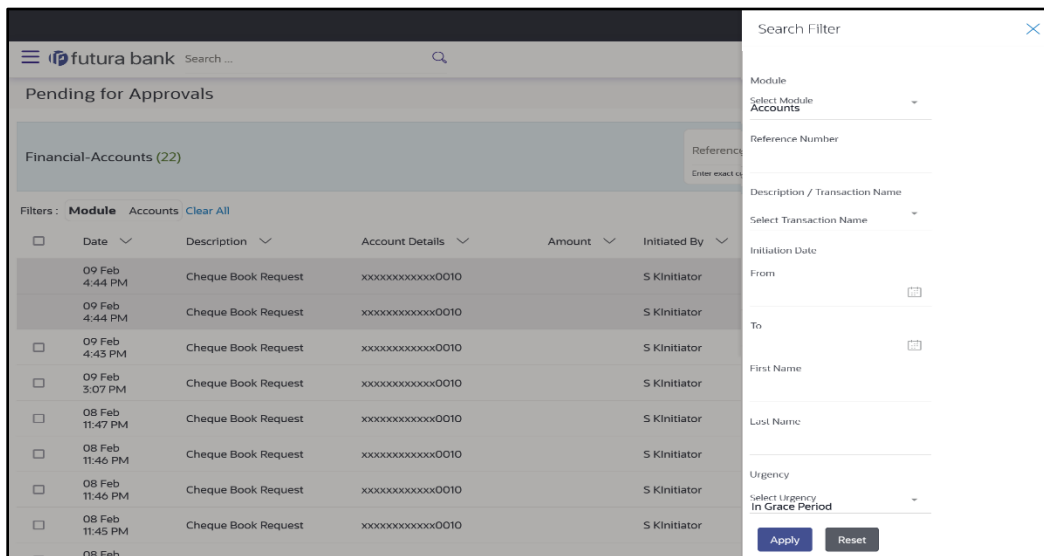 Search Filter
futura bank Search ...
Pending for Approvals
Financial-Accounts (22)
Reference
Enter exact
Filters : Module Accounts Clear All
Date Description Account Details Amount Initiated By
09 Feb
4:44 PM Cheque Book Request xxxxxxxxxxxx0010 S KInitiator
09 Feb
4:44 PM Cheque Book Request xxxxxxxxxxxx0010 S KInitiator
09 Feb
4:43 PM Cheque Book Request xxxxxxxxxxxx0010 S KInitiator
09 Feb
3:07 PM Cheque Book Request xxxxxxxxxxxx0010 S KInitiator
08 Feb
11:47 PM Cheque Book Request xxxxxxxxxxxx0010 S KInitiator
08 Feb
11:46 PM Cheque Book Request xxxxxxxxxxxx0010 S KInitiator
08 Feb
11:46 PM Cheque Book Request xxxxxxxxxxxx0010 S KInitiator
08 Feb
11:45 PM Cheque Book Request xxxxxxxxxxxx0010 S KInitiator
08 Feb
Module
Select Module
Accounts
Reference Number
Description / Transaction Name
Select Transaction Name
Initiation Date
From
To
First Name
Last Name
Urgency
Select Urgency
In Grace Period
Apply Reset